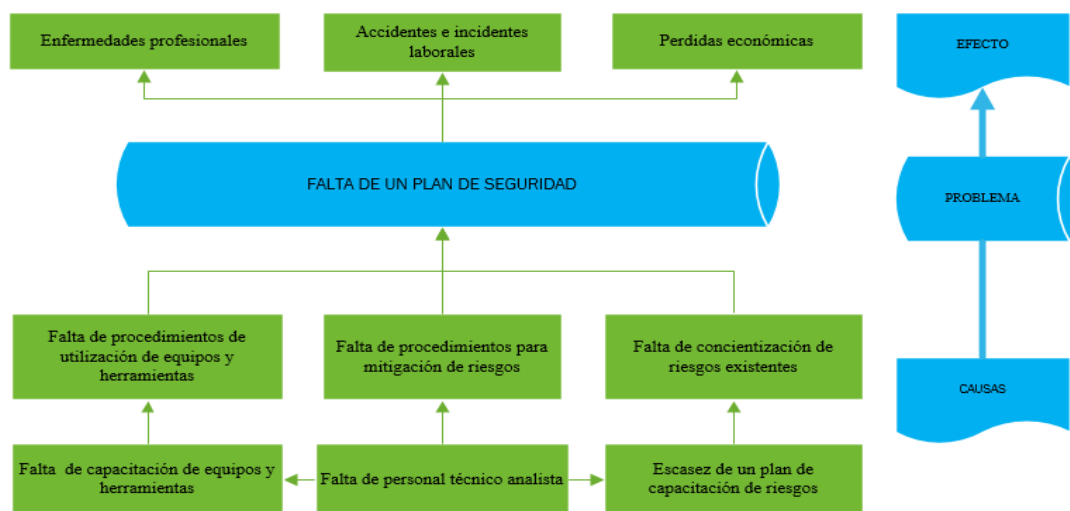 Enfermedades profesionales
Accidentes e incidentes
laborales
Perdidas económicas
EFECTO
FALTA DE UN PLAN DE SEGURIDAD
PROBLEMA
Falta de procedimientos de
utilización de equipos y
herramientas
Falta de procedimientos para
mitigación de riesgos
Falta de concientización de
riesgos existentes
CAUSAS
Falta de capacitación de equipos y
herramientas
Falta de personal técnico analista
Escasez de un plan de
capacitación de riesgos